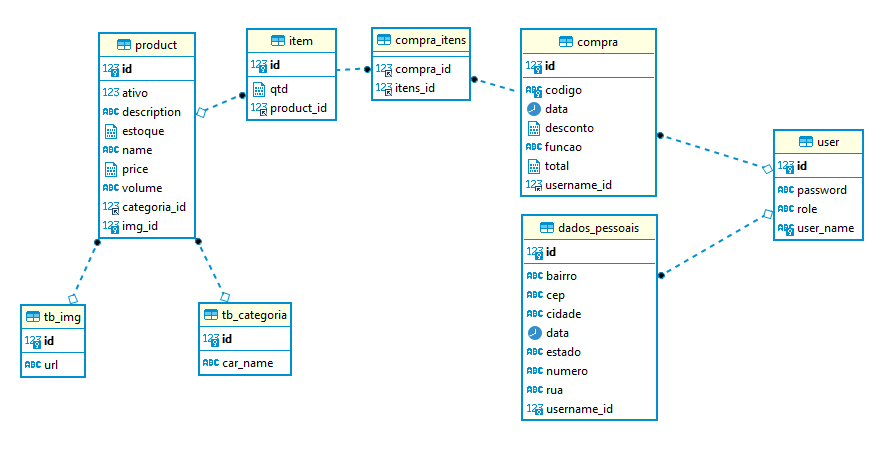 product
123 id
123 ativo
ABC description
estoque
ABC name
price
ABC volume
123 categoria_id
123 img_id
item
123 id
qtd
123 product_id
compra_itens
123 compra_id
123 itens_id
compra
123 id
ABC codigo
data
desconto
ABC funcao
total
123 username_id
user
123 id
ABC password
ABC role
ABC user_name
dados_pessoais
123 id
ABC bairro
ABC cep
ABC cidade
data
ABC estado
ABC numero
ABC rua
123 username_id
tb_img
123 id
ABC url
tb_categoria
123 id
ABC car_name